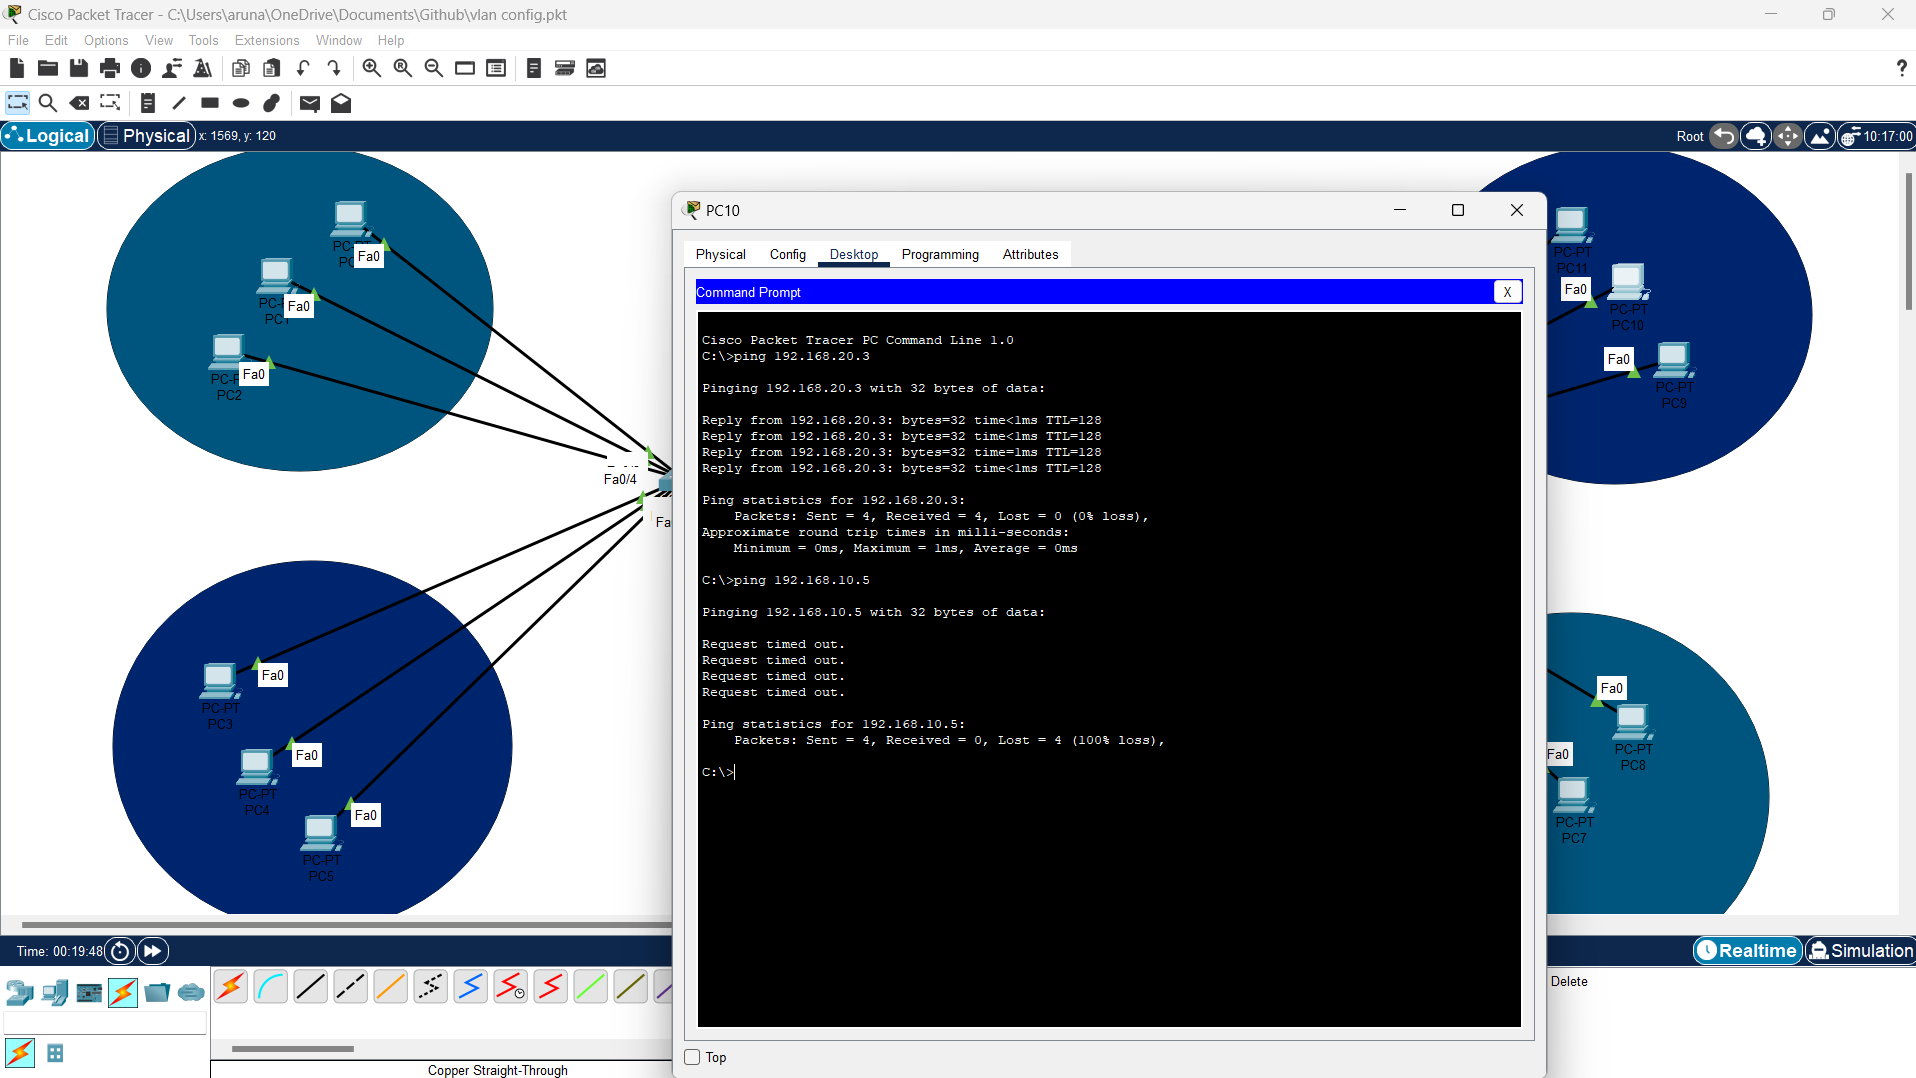 Cisco Packet Tracer - C:\Users\aruna\OneDrive\Documents\Github\vlan config.pkt
File Edit Options View Tools Extensions Window Help
?
Logical Physical x: 1569, y: 120
Root 10:17:00
PC10
Physical Config Desktop Programming Attributes
Command Prompt X
Cisco Packet Tracer PC Command Line 1.0
C:\>ping 192.168.20.3
Pinging 192.168.20.3 with 32 bytes of data:
Reply from 192.168.20.3: bytes=32 time<1ms TTL=128
Reply from 192.168.20.3: bytes=32 time<1ms TTL=128
Reply from 192.168.20.3: bytes=32 time=1ms TTL=128
Reply from 192.168.20.3: bytes=32 time<1ms TTL=128
Ping statistics for 192.168.20.3:
Packets: Sent = 4, Received = 4, Lost = 0 (0% loss),
Approximate round trip times in milli-seconds:
Minimum = 0ms, Maximum = 1ms, Average = 0ms
C:\>ping 192.168.10.5
Pinging 192.168.10.5 with 32 bytes of data:
Request timed out.
Request timed out.
Request timed out.
Request timed out.
Ping statistics for 192.168.10.5:
Packets: Sent = 4, Received = 0, Lost = 4 (100% loss),
C:\>
Top
Fa0
Fa0
PC1
Fa0
PC2
Fa0/4
Fa0
PC-PT
PC3
Fa0
PC-PT
PC4
Fa0
PC-PT
PC5
PC-PT
PC11
Fa0
PC-PT
PC10
Fa0
PC-PT
PC9
Fa0
PC-PT
PC8
Fa0
PC-PT
PC7
Time: 00:19:48
Realtime Simulation
Delete
Copper Straight-Through